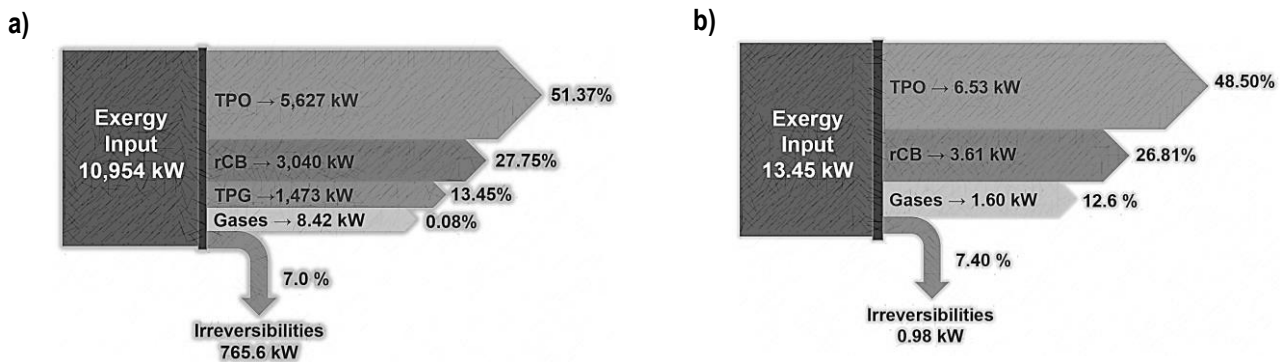 a)
Exergy
Input
10,954 kW
TPO → 5,627 kW
51.37%
rCB → 3,040 kW
27.75%
TPG →1,473 kW
13.45%
Gases → 8.42 kW
0.08%
7.0 %
Irreversibilities
765.6 kW
b)
Exergy
Input
13.45 kW
TPO → 6.53 kW
48.50%
rCB → 3.61 kW
26.81%
Gases → 1.60 kW
12.6 %
7.40 %
Irreversibilities
0.98 kW